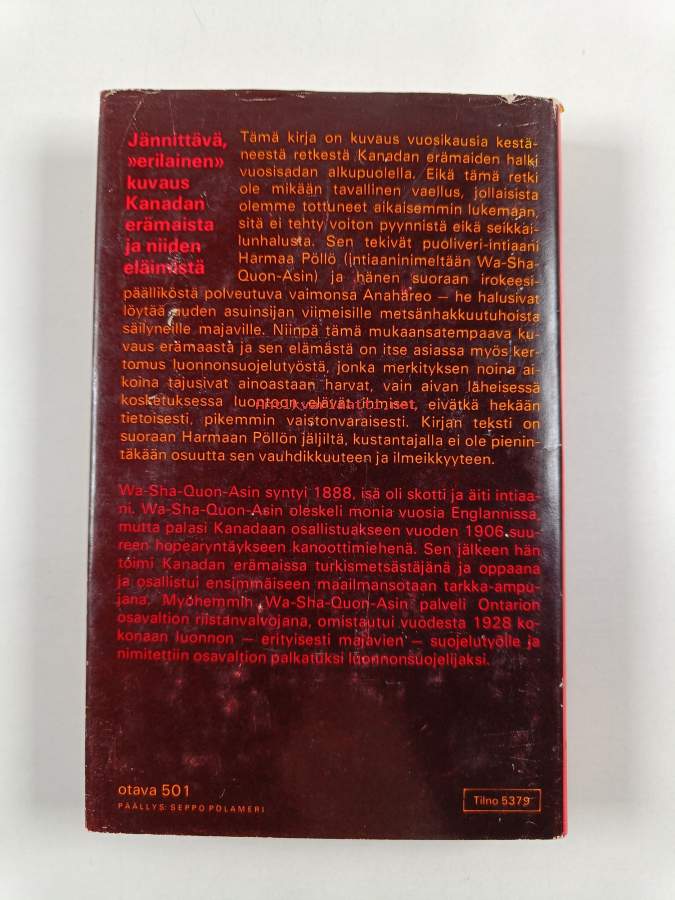 Jännittävä,
»erilainen»
kuvaus
Kanadan
erämaista
ja niiden
eläimistä
Tämä kirja on kuvaus vuosikausia kestä-
neestä retkestä Kanadan erämaiden halki
vuosisadan alkupuolella. Eikä tämä retki
ole mikään tavallinen vaellus, jollaisista
olemme tottuneet aikaisemmin lukemaan,
sitä ei tehty voiton pyynnistä eikä seikkai-
lunhalusta. Sen tekivät puoliveri-intiaani
Harmaa Pöllö (intiaaninimeltään Wa-Sha-
Quon-Asin) ja hänen suoraan irokeesi-
päälliköstä polveutuva vaimonsa Anahareo – he halusivat
löytää uuden asuinsijan viimeisille metsänhakkuutuhoista
säilyneille majaville. Niinpä tämä mukaansatempaava ku-
vaus erämaasta ja sen elämästä on itse asiassa myös ker-
tomus luonnonsuojelutyöstä, jonka merkityksen noina ai-
koina tajusivat ainoastaan harvat, vain aivan läheisessä
kosketuksessa luontoon elävät ihmiset, eivätkä hekään
tietoisesti, pikemmin vaistonvaraisesti. Kirjan teksti on
suoraan Harmaan Pöllön jäljiltä, kustantajalla ei ole pienin-
täkään osuutta sen vauhdikkuuteen ja ilmeikkyyteen.
Wa-Sha-Quon-Asin syntyi 1888, isä oli skotti ja äiti intiaa-
ni. Wa-Sha-Quon-Asin oleskeli monia vuosia Englannissa,
mutta palasi Kanadaan osallistuakseen vuoden 1906 suu-
reen hopearyntäykseen kanoottimiehenä. Sen jälkeen hän
toimi Kanadan erämaissa turkismetsästäjänä ja oppaana
ja osallistui ensimmäiseen maailmansotaan tarkka-ampu-
jana. Myöhemmin Wa-Sha-Quon-Asin palveli Ontarion
osavaltion riistanvalvojana, omistautui vuodesta 1928 ko-
konaan luonnon – erityisesti majavien – suojelutyölle ja
nimitettiin osavaltion palkatuksi luonnonsuojelijaksi.
otava 501
PÄÄLLYS: SEPPO POLAMERI
Tilno 5379